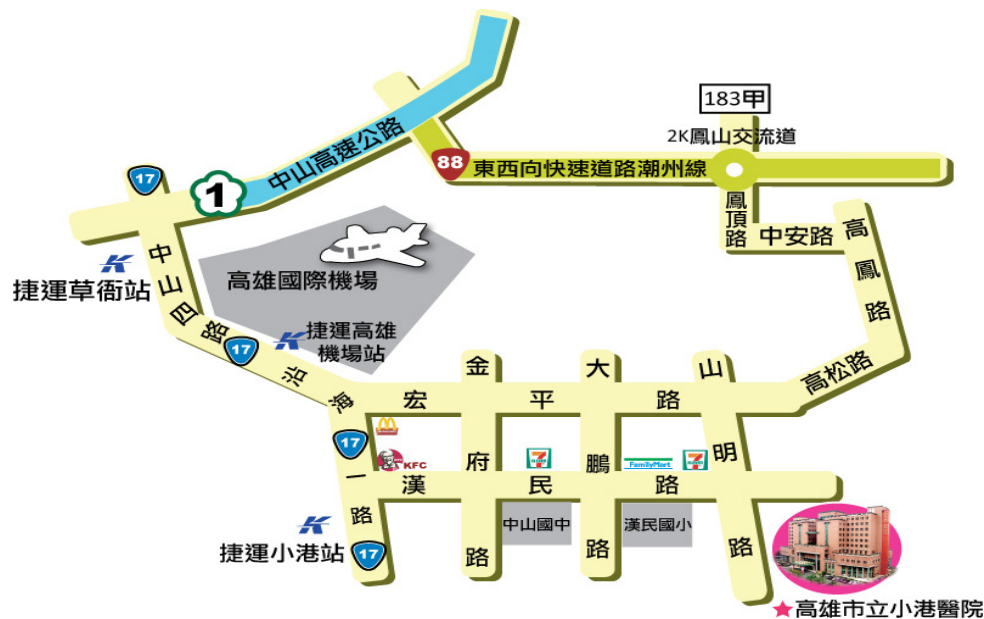 183甲
2K鳳山交流道
中山高速公路
88
東西向快速道路潮州線
17
1
鳳頂路
中安路
高鳳路
中山四路
捷運草衙站
高雄國際機場
捷運高雄
機場站
17
沿海一路
高松路
金府路
大鵬路
山明路
宏平路
17
KFC
7
FamilyMart
7
漢民路
中山國中
漢民國小
捷運小港站
17
★高雄市立小港醫院